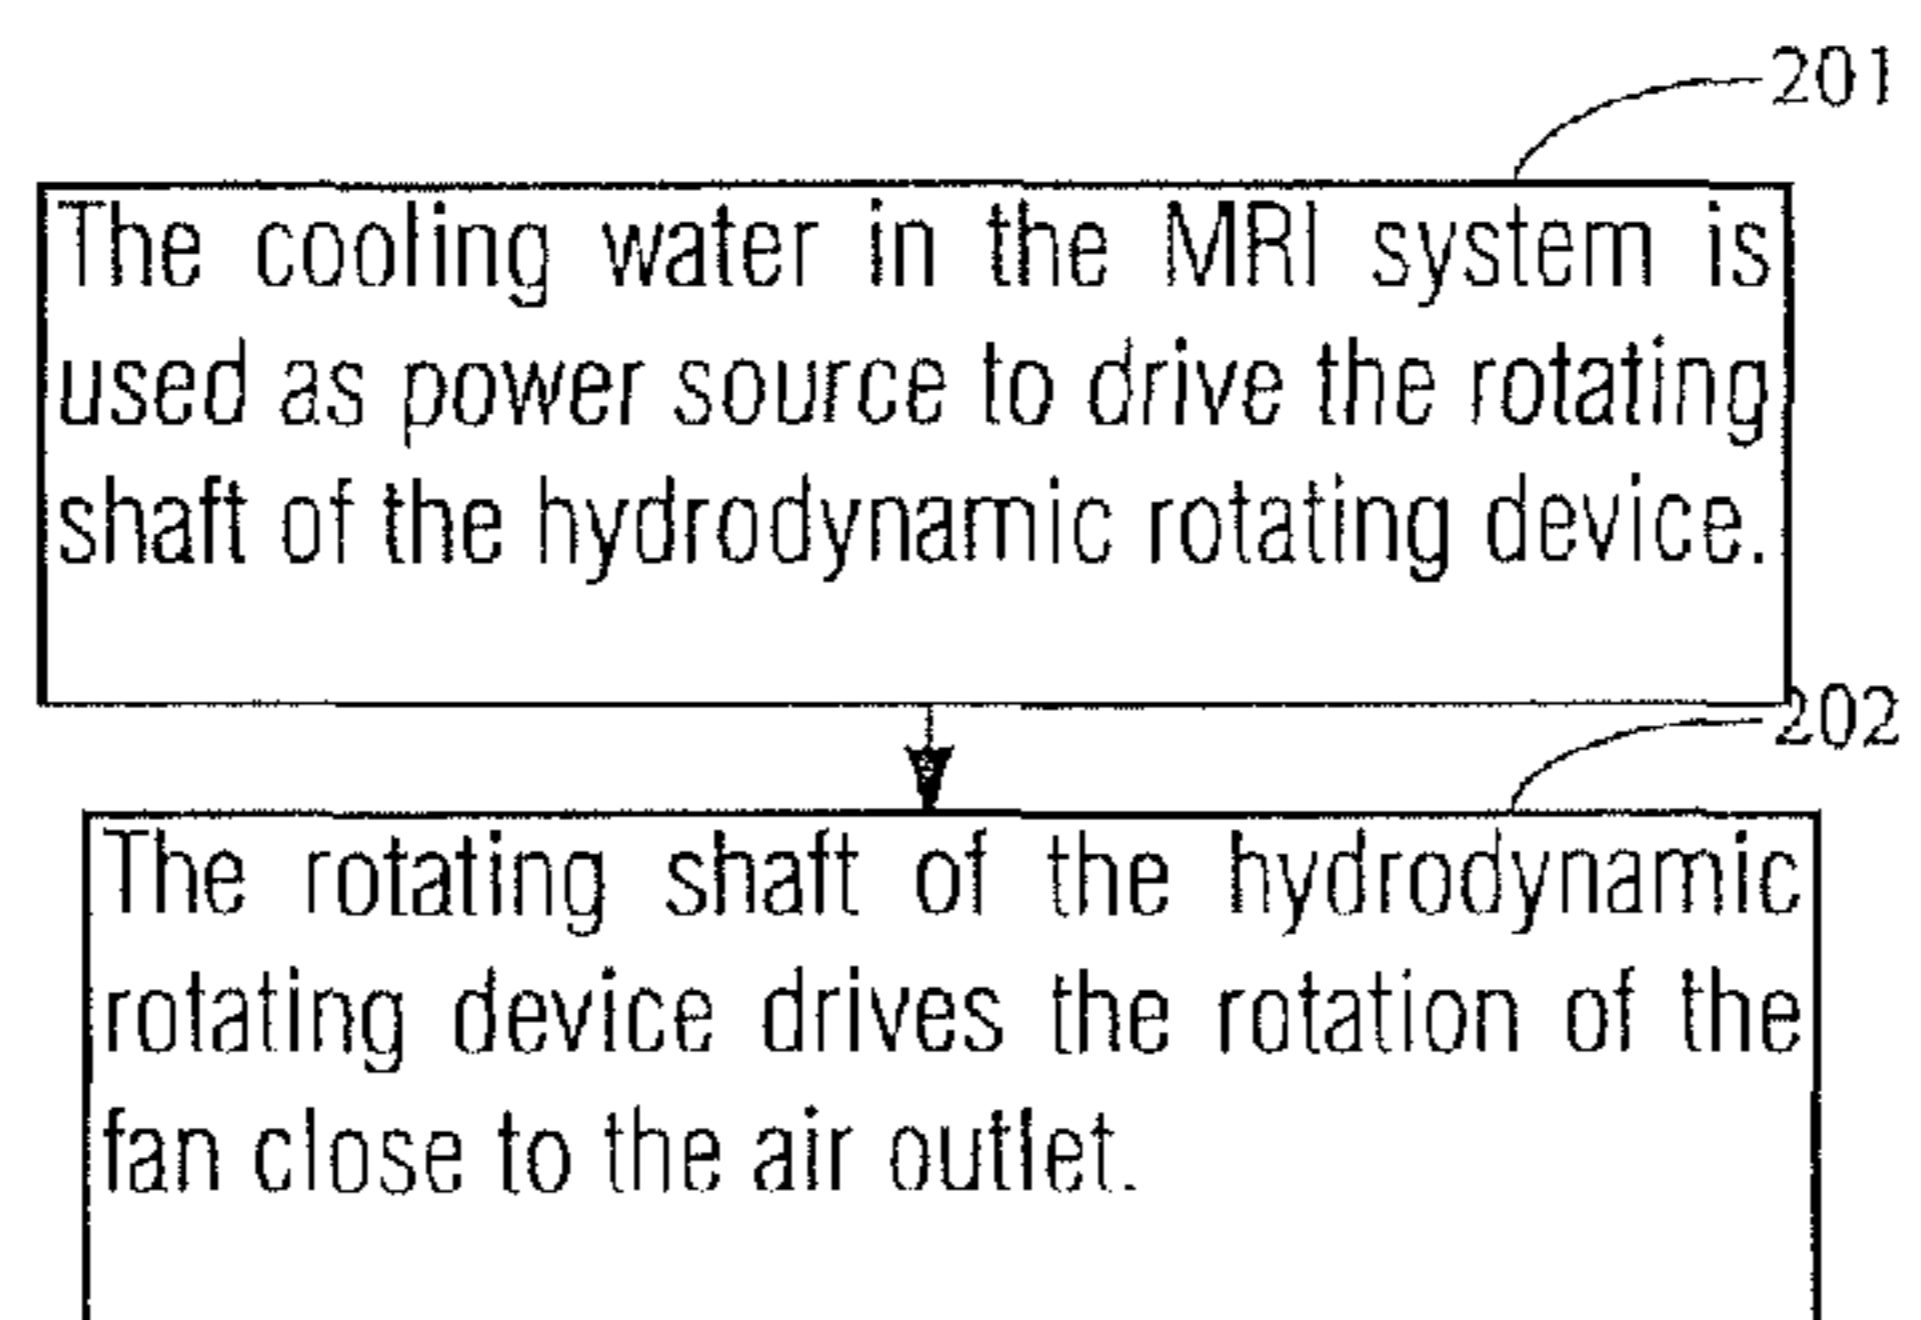 201
The cooling water in the MRI system is
used as power source to drive the rotating
shaft of the hydrodynamic rotating device.
202
The rotating shaft of the hydrodynamic
rotating device drives the rotation of the
fan close to the air outlet.